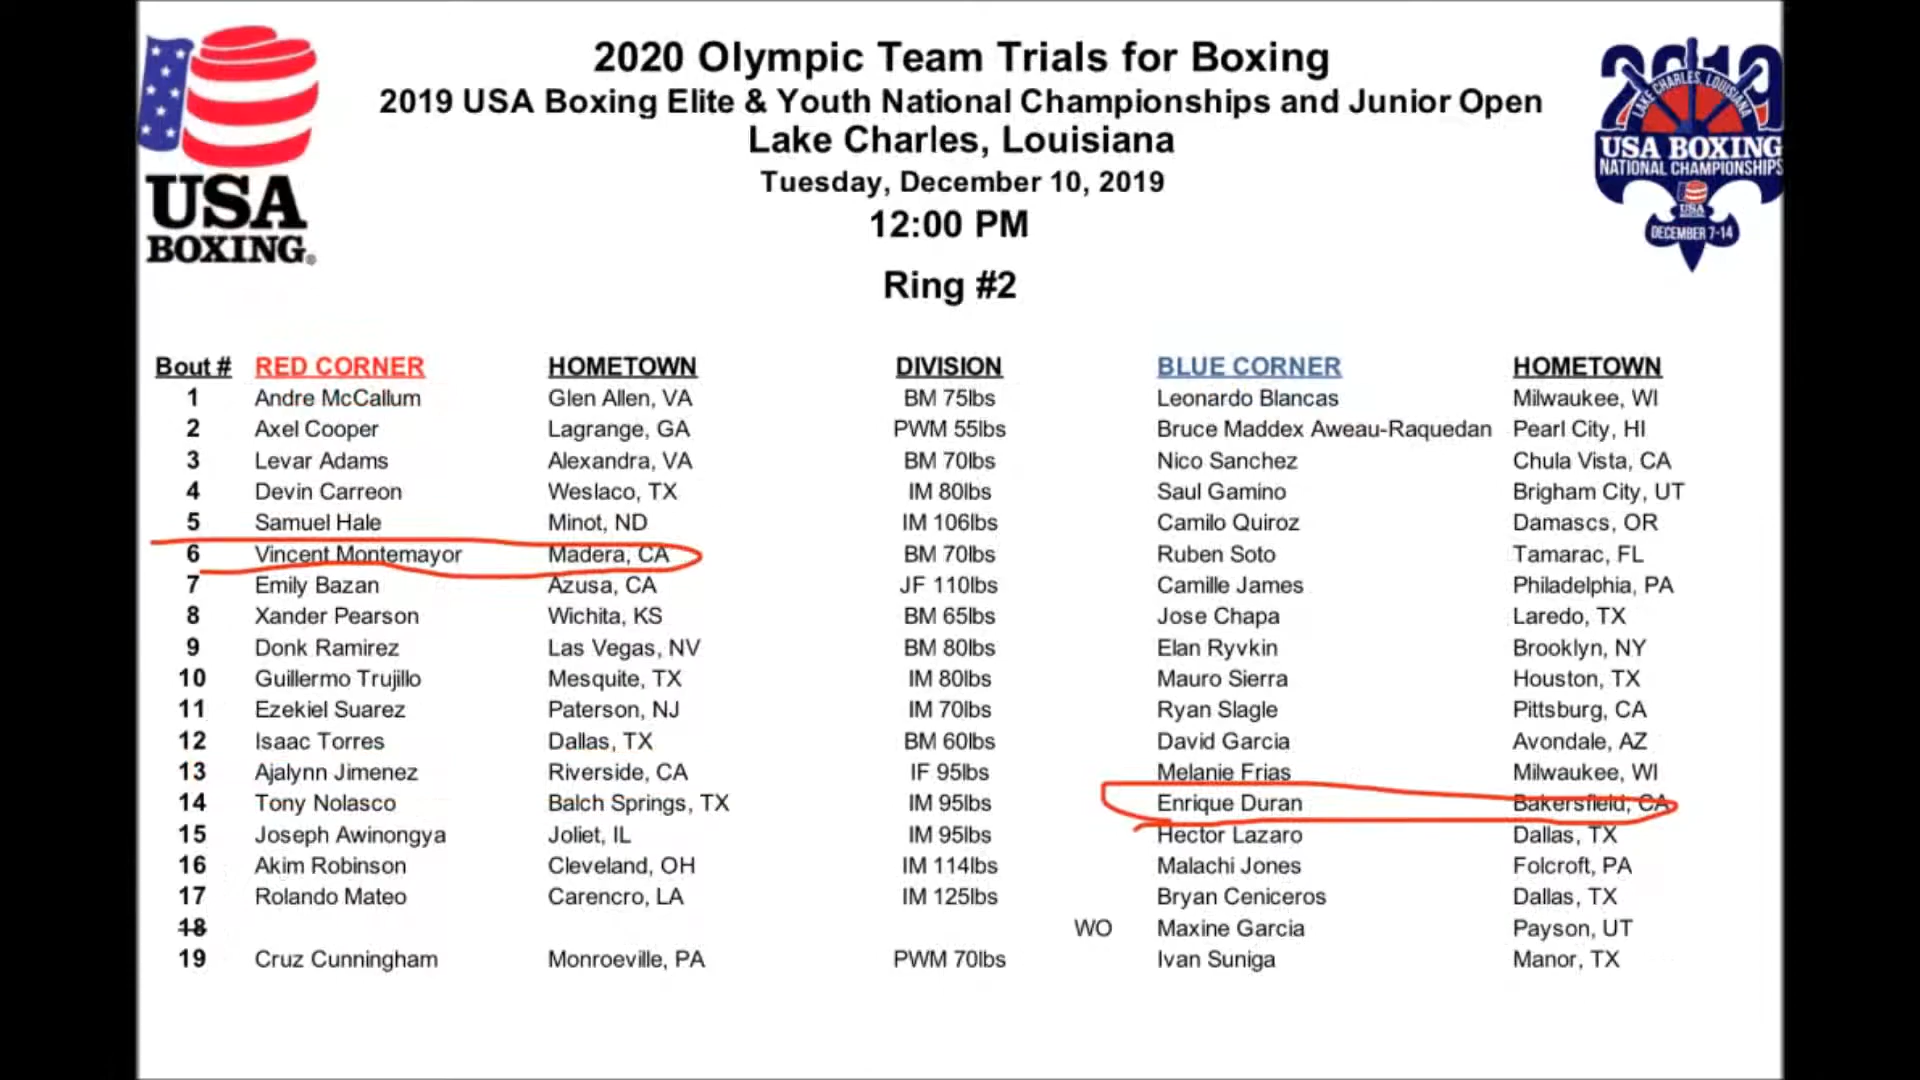 2020 Olympic Team Trials for Boxing
2019 USA Boxing Elite & Youth National Championships and Junior Open
Lake Charles, Louisiana
Tuesday, December 10, 2019
12:00 PM
Ring #2
USA
BOXING®
2019
LAKE CHARLES, LOUISIANA
USA BOXING
NATIONAL CHAMPIONSHIPS
USA
DECEMBER 7-14
Bout # RED CORNER HOMETOWN DIVISION BLUE CORNER HOMETOWN
1 Andre McCallum Glen Allen, VA BM 75lbs Leonardo Blancas Milwaukee, WI
2 Axel Cooper Lagrange, GA PWM 55lbs Bruce Maddex Aweau-Raquedan Pearl City, HI
3 Levar Adams Alexandra, VA BM 70lbs Nico Sanchez Chula Vista, CA
4 Devin Carreon Weslaco, TX IM 80lbs Saul Gamino Brigham City, UT
5 Samuel Hale Minot, ND IM 106lbs Camilo Quiroz Damascs, OR
6 Vincent Montemayor Madera, CA BM 70lbs Ruben Soto Tamarac, FL
7 Emily Bazan Azusa, CA JF 110lbs Camille James Philadelphia, PA
8 Xander Pearson Wichita, KS BM 65lbs Jose Chapa Laredo, TX
9 Donk Ramirez Las Vegas, NV BM 80lbs Elan Ryvkin Brooklyn, NY
10 Guillermo Trujillo Mesquite, TX IM 80lbs Mauro Sierra Houston, TX
11 Ezekiel Suarez Paterson, NJ IM 70lbs Ryan Slagle Pittsburg, CA
12 Isaac Torres Dallas, TX BM 60lbs David Garcia Avondale, AZ
13 Ajalynn Jimenez Riverside, CA IF 95lbs Melanie Frias Milwaukee, WI
14 Tony Nolasco Balch Springs, TX IM 95lbs Enrique Duran Bakersfield, CA
15 Joseph Awinongya Joliet, IL IM 95lbs Hector Lazaro Dallas, TX
16 Akim Robinson Cleveland, OH IM 114lbs Malachi Jones Folcroft, PA
17 Rolando Mateo Carencro, LA IM 125lbs Bryan Ceniceros Dallas, TX
18 WO Maxine Garcia Payson, UT
19 Cruz Cunningham Monroeville, PA PWM 70lbs Ivan Suniga Manor, TX